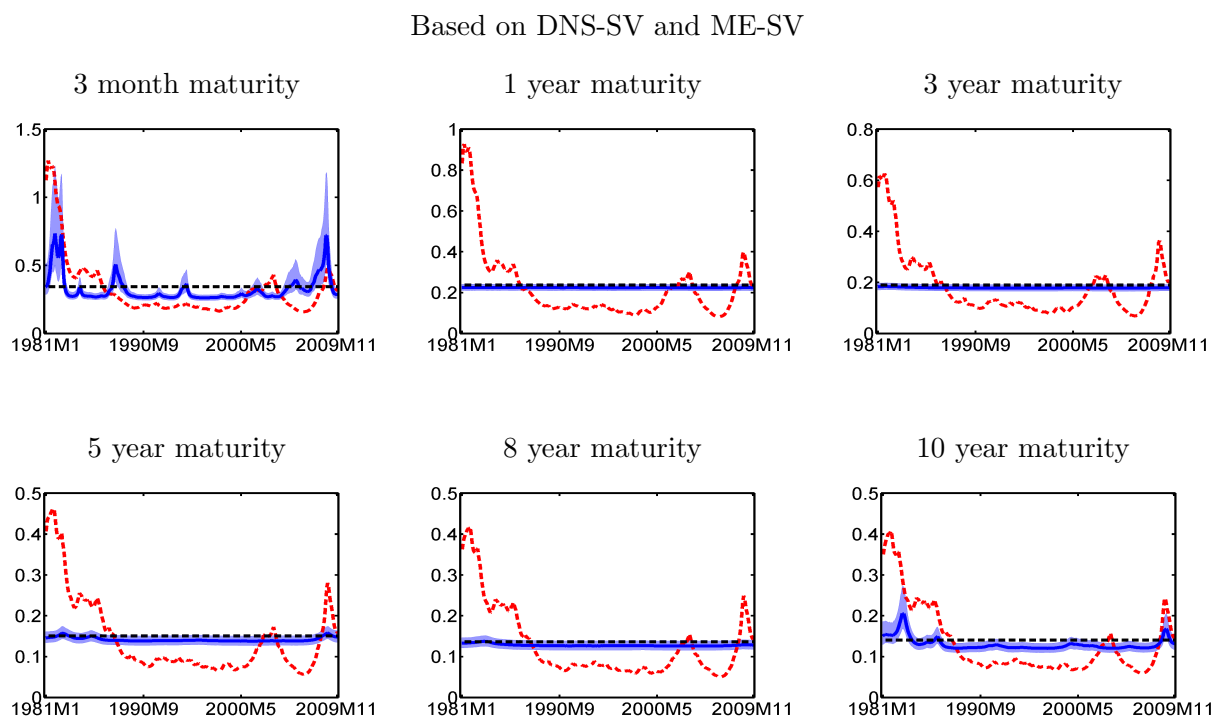 Based on DNS-SV and ME-SV
3 month maturity
1 year maturity
3 year maturity
1.5
1
0.5
0
1981M1 1990M9 2000M5 2009M11
1
0.8
0.6
0.4
0.2
0
1981M1 1990M9 2000M5 2009M11
0.8
0.6
0.4
0.2
0
1981M1 1990M9 2000M5 2009M11
5 year maturity
8 year maturity
10 year maturity
0.5
0.4
0.3
0.2
0.1
0
1981M1 1990M9 2000M5 2009M11
0.5
0.4
0.3
0.2
0.1
0
1981M1 1990M9 2000M5 2009M11
0.5
0.4
0.3
0.2
0.1
0
1981M1 1990M9 2000M5 2009M11